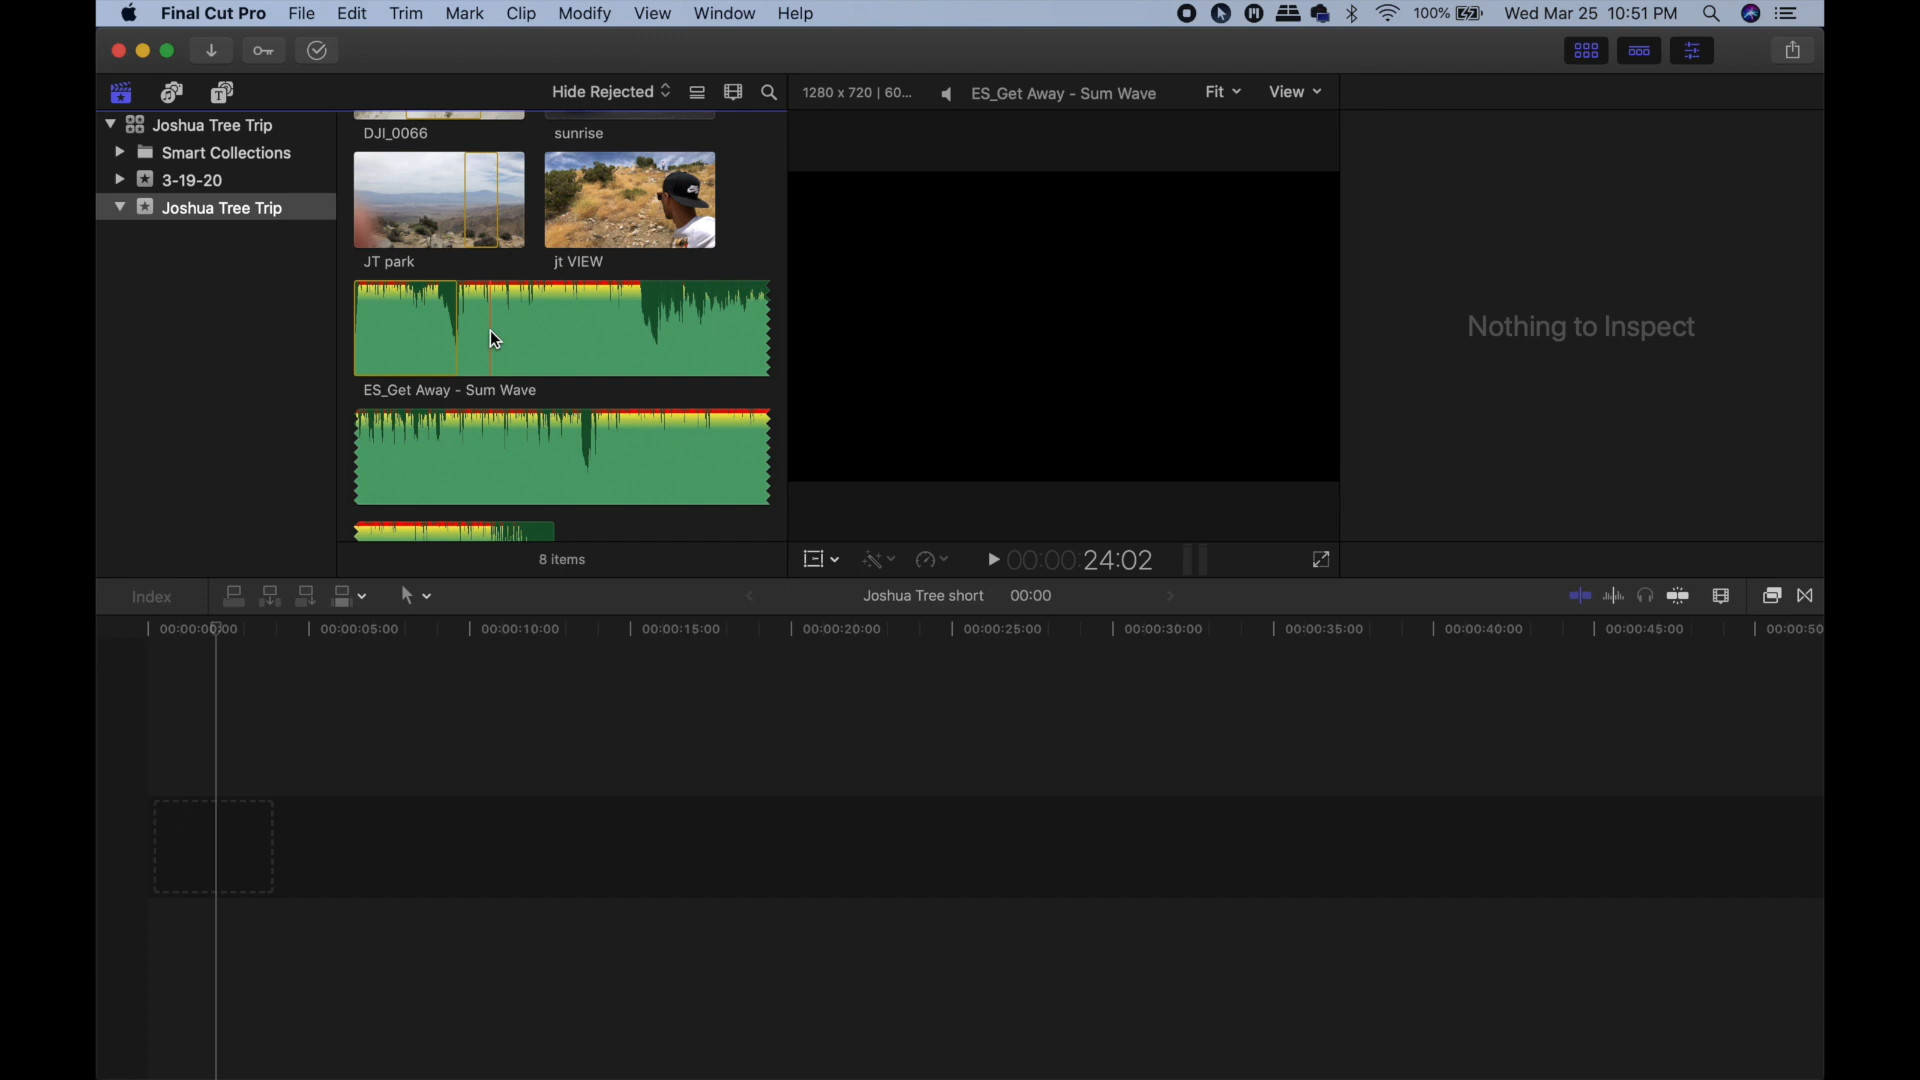 Final Cut Pro File Edit Trim Mark Clip Modify View Window Help 100% Wed Mar 25 10:51 PM
Hide Rejected 1280 x 720 | 60... ES_Get Away - Sum Wave Fit View
Joshua Tree Trip
Smart Collections
3-19-20
Joshua Tree Trip
DJI_0066 sunrise
JT park jt VIEW
ES_Get Away - Sum Wave
8 items
00:00:24:02
Nothing to Inspect
Index Joshua Tree short 00:00
00:00:00:00 00:00:05:00 00:00:10:00 00:00:15:00 00:00:20:00 00:00:25:00 00:00:30:00 00:00:35:00 00:00:40:00 00:00:45:00 00:00:50